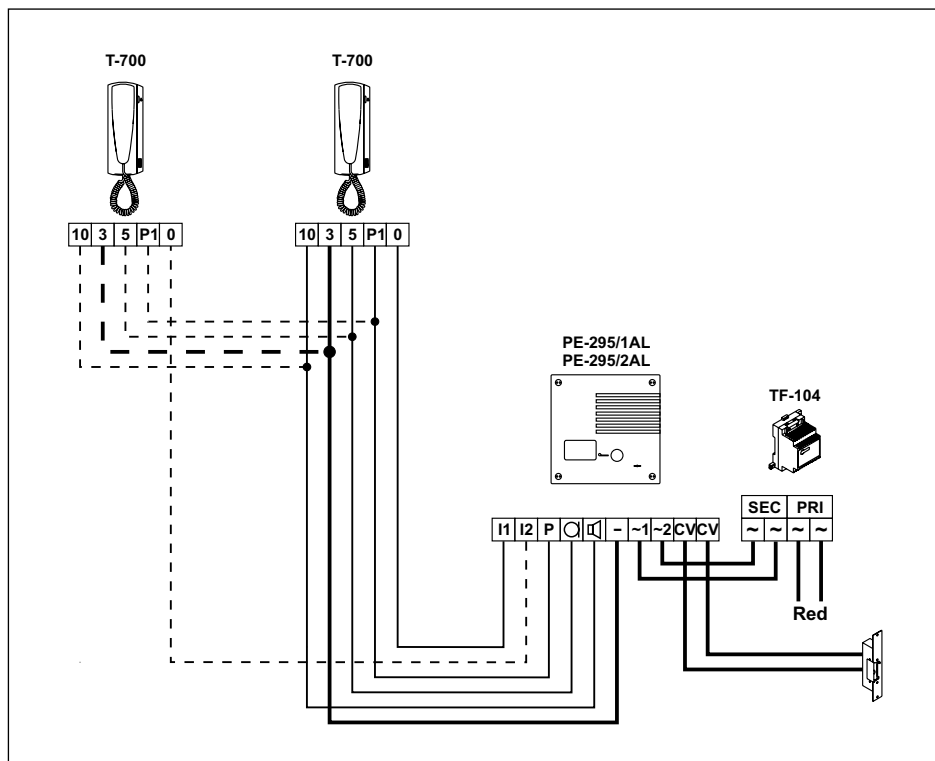 T-700
T-700
10 3 5 P1 0
10 3 5 P1 0
PE-295/1AL
PE-295/2AL
TF-104
SEC PRI
~ ~ ~ ~
I1 I2 P – ~1 ~2 CV CV
Red